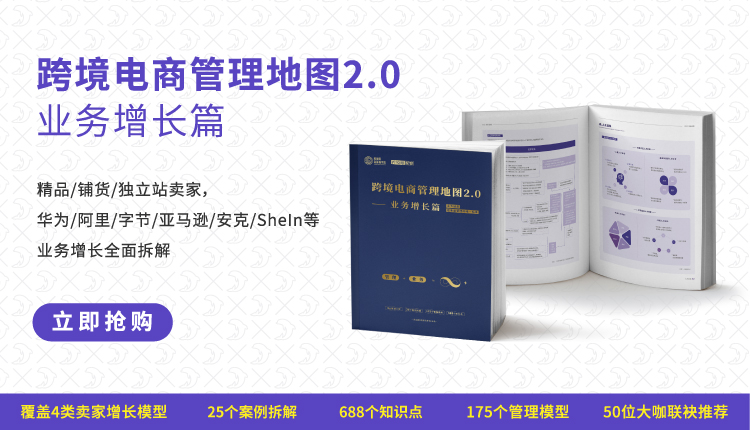 跨境电商管理地图2.0
业务增长篇
精品/铺货/独立站卖家，
华为/阿里/字节/亚马逊/安克/SheIn等
业务增长全面拆解
立即抢购
跨境电商管理地图2.0
业务增长篇
覆盖4类卖家增长模型 25个案例拆解 688个知识点 175个管理模型 50位大咖联袂推荐